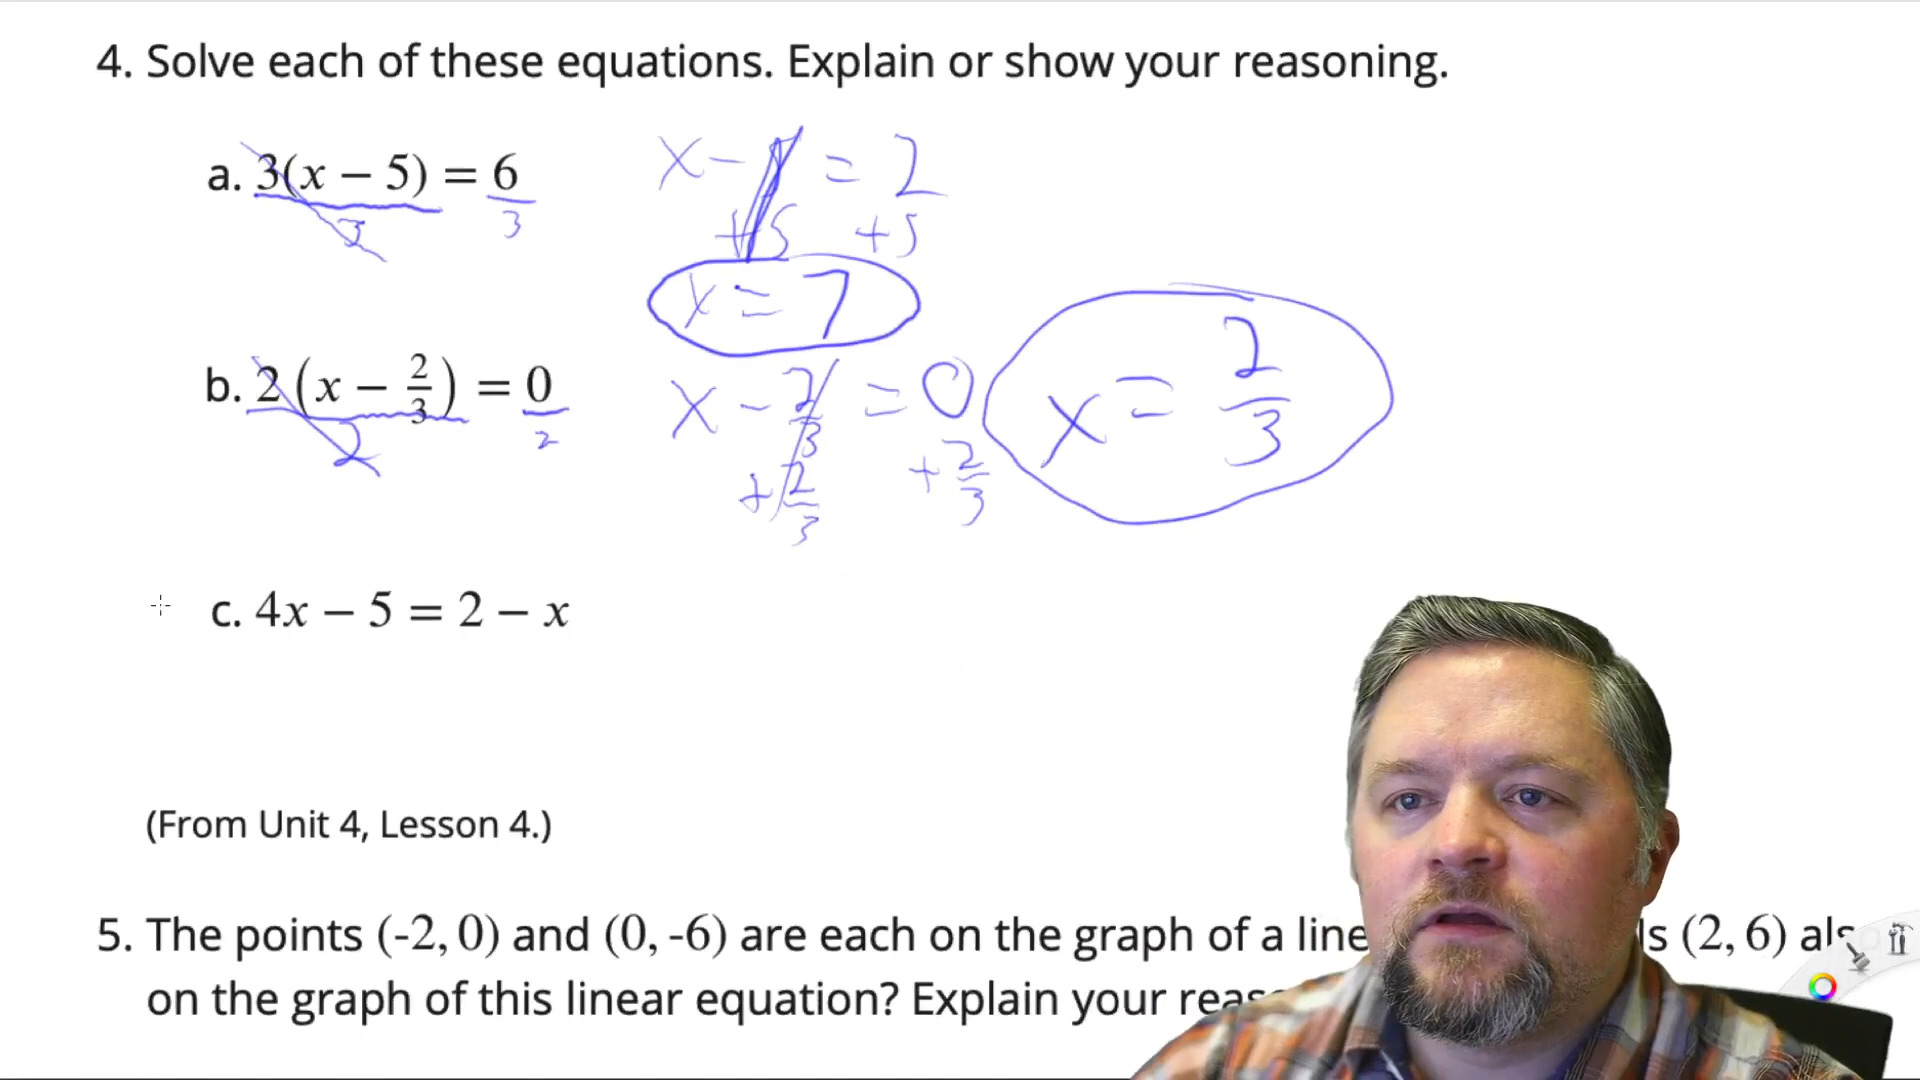 4. Solve each of these equations. Explain or show your reasoning.
a. 3(x − 5) = 6
3 3
x − 5 = 2
+5 +5
x = 7
b. 2(x − 2/3) = 0
2 2
x − 2/3 = 0
+2/3 +2/3
x = 2/3
c. 4x − 5 = 2 − x
(From Unit 4, Lesson 4.)
5. The points (-2, 0) and (0, -6) are each on the graph of a (2, 6)
on the graph of this linear equation? Explain your